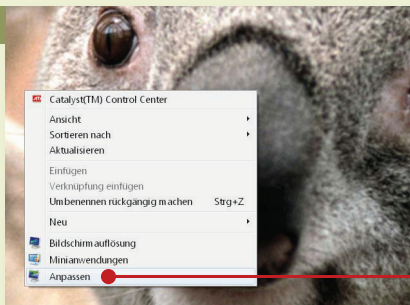 Catalyst(TM) Control Center
Ansicht
Sortieren nach
Aktualisieren
Einfügen
Verknüpfung einfügen
Umbenennen rückgängig machen Strg+Z
Neu
Bildschirmauflösung
Minianwendungen
Anpassen